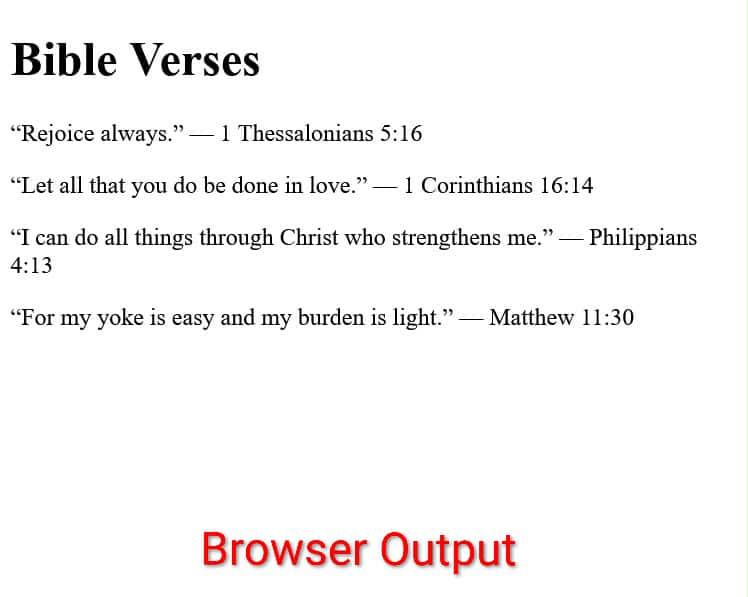 Bible Verses
“Rejoice always.” — 1 Thessalonians 5:16
“Let all that you do be done in love.” — 1 Corinthians 16:14
“I can do all things through Christ who strengthens me.” — Philippians
4:13
“For my yoke is easy and my burden is light.” — Matthew 11:30
Browser Output